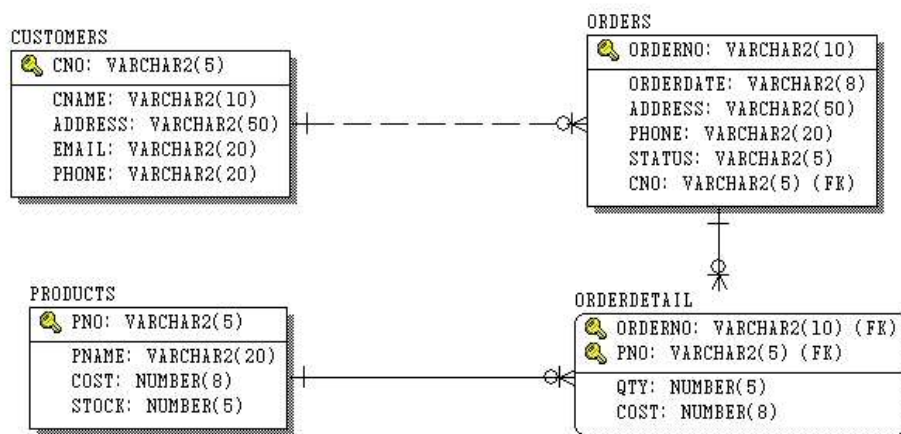 CUSTOMERS
CNO: VARCHAR2(5)
CNAME: VARCHAR2(10)
ADDRESS: VARCHAR2(50)
EMAIL: VARCHAR2(20)
PHONE: VARCHAR2(20)
ORDERS
ORDERNO: VARCHAR2(10)
ORDERDATE: VARCHAR2(8)
ADDRESS: VARCHAR2(50)
PHONE: VARCHAR2(20)
STATUS: VARCHAR2(5)
CNO: VARCHAR2(5) (FK)
PRODUCTS
PNO: VARCHAR2(5)
PNAME: VARCHAR2(20)
COST: NUMBER(8)
STOCK: NUMBER(5)
ORDERDETAIL
ORDERNO: VARCHAR2(10) (FK)
PNO: VARCHAR2(5) (FK)
QTY: NUMBER(5)
COST: NUMBER(8)